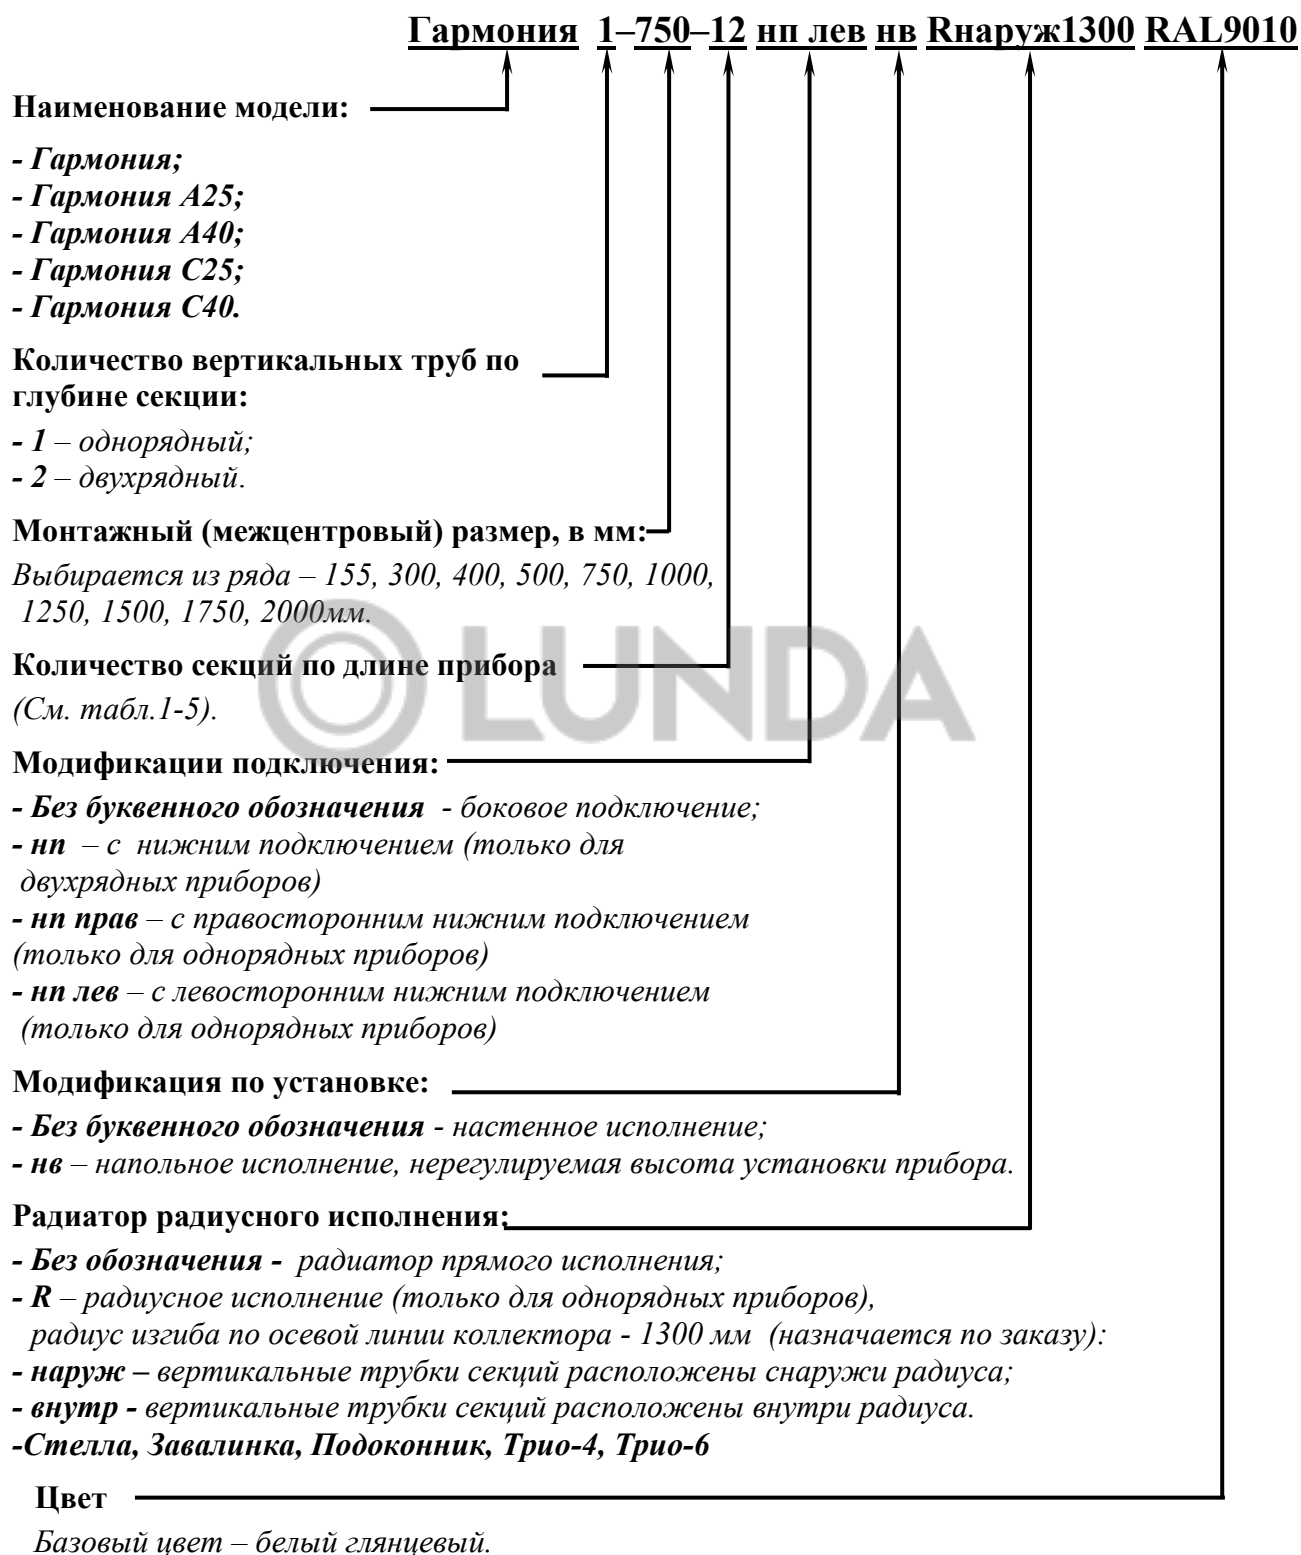 Гармония 1–750–12 нп лев нв Rнаруж1300 RAL9010
Наименование модели:
- Гармония;
- Гармония А25;
- Гармония А40;
- Гармония С25;
- Гармония С40.
Количество вертикальных труб по
глубине секции:
- 1 – однорядный;
- 2 – двухрядный.
Монтажный (межцентровый) размер, в мм:
Выбирается из ряда – 155, 300, 400, 500, 750, 1000,
1250, 1500, 1750, 2000мм.
LUNDA
Количество секций по длине прибора
(См. табл.1-5).
Модификации подключения:
- Без буквенного обозначения - боковое подключение;
- нп – с нижним подключением (только для
двухрядных приборов)
- нп прав – с правосторонним нижним подключением
(только для однорядных приборов)
- нп лев – с левосторонним нижним подключением
(только для однорядных приборов)
Модификация по установке:
- Без буквенного обозначения - настенное исполнение;
- нв – напольное исполнение, нерегулируемая высота установки прибора.
Радиатор радиусного исполнения:
- Без обозначения - радиатор прямого исполнения;
- R – радиусное исполнение (только для однорядных приборов),
радиус изгиба по осевой линии коллектора - 1300 мм (назначается по заказу):
- наруж – вертикальные трубки секций расположены снаружи радиуса;
- внутр - вертикальные трубки секций расположены внутри радиуса.
-Стелла, Завалинка, Подоконник, Трио-4, Трио-6
Цвет
Базовый цвет – белый глянцевый.